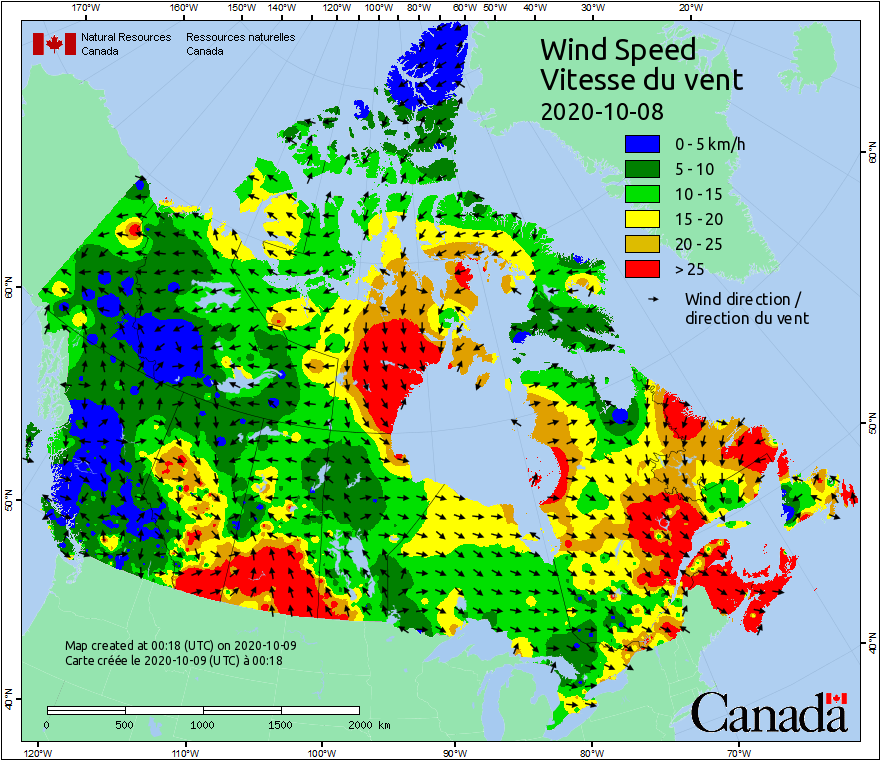 170°W 160°W 150°W 140°W 120°W 100°W 80°W 60°W 50°W 40°W 30°W 20°W
Natural Resources Ressources naturelles
Canada Canada
Wind Speed
Vitesse du vent
2020-10-08
0 - 5 km/h
5 - 10
10 - 15
15 - 20
20 - 25
> 25
Wind direction /
direction du vent
60°N
60°N
50°N
50°N
40°N
40°N
Map created at 00:18 (UTC) on 2020-10-09
Carte créée le 2020-10-09 (UTC) à 00:18
0 500 1000 1500 2000 km
Canada
120°W 110°W 100°W 90°W 80°W 70°W